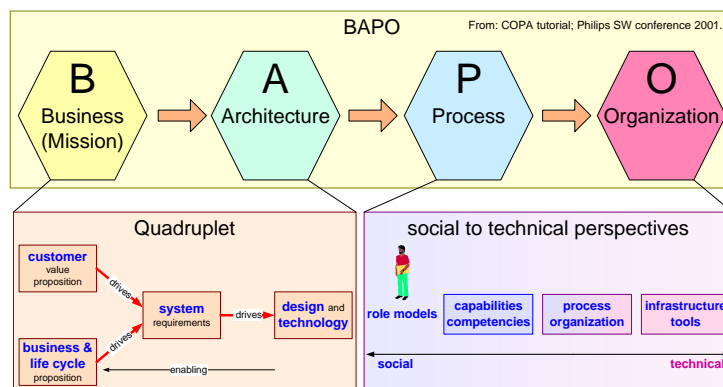 BAPO
From: COPA tutorial; Philips SW conference 2001.
B
Business
(Mission)
A
Architecture
P
Process
O
Organization
Quadruplet
customer
value
proposition
drives
system
requirements
drives
design and
technology
business &
life cycle
proposition
drives
enabling
social to technical perspectives
role models
capabilities
competencies
process
organization
infrastructure
tools
social
technical